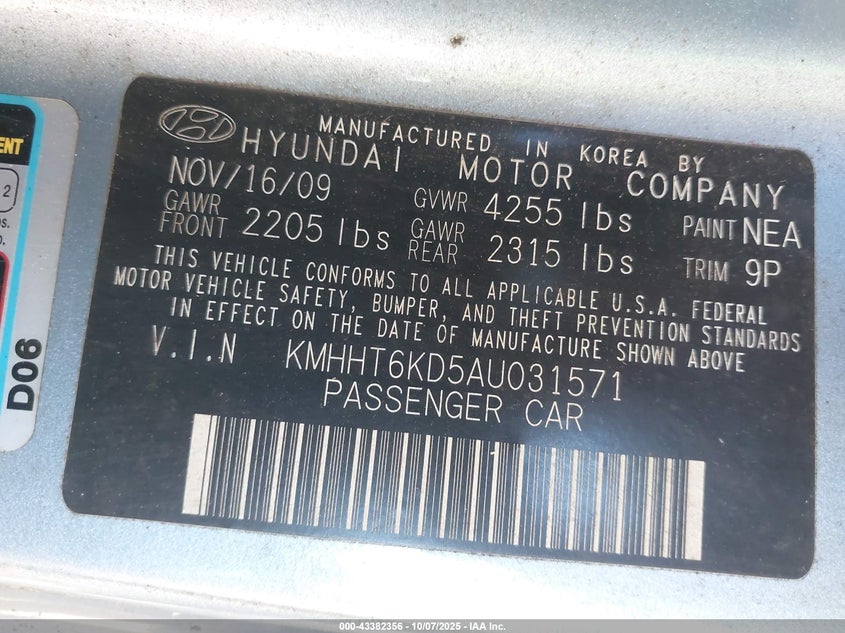 MANUFACTURED IN KOREA BY
HYUNDAI MOTOR COMPANY
NOV/16/09 GVWR 4255 lbs PAINT NEA
GAWR FRONT 2205 lbs GAWR REAR 2315 lbs TRIM 9P
THIS VEHICLE CONFORMS TO ALL APPLICABLE U.S.A. FEDERAL
MOTOR VEHICLE SAFETY, BUMPER, AND THEFT PREVENTION STANDARDS
IN EFFECT ON THE DATE OF MANUFACTURE SHOWN ABOVE
V.I.N KMHHT6KD5AU031571
PASSENGER CAR
ENT
2
D06
000-43382356 - 10/07/2025 - IAA Inc.